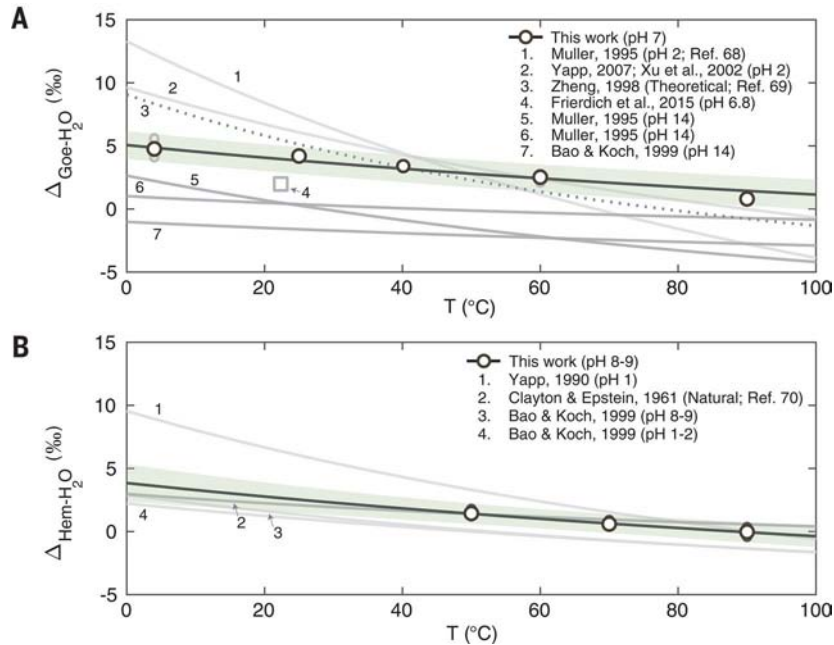 A
15
10
5
0
-5
Δ Goe-H2O (‰)
1
2
3
4
5
6
7
This work (pH 7)
1. Muller, 1995 (pH 2; Ref. 68)
2. Yapp, 2007; Xu et al., 2002 (pH 2)
3. Zheng, 1998 (Theoretical; Ref. 69)
4. Frierdich et al., 2015 (pH 6.8)
5. Muller, 1995 (pH 14)
6. Muller, 1995 (pH 14)
7. Bao & Koch, 1999 (pH 14)
0 20 40 60 80 100
T (°C)
B
15
10
5
0
-5
Δ Hem-H2O (‰)
1
2
3
4
This work (pH 8-9)
1. Yapp, 1990 (pH 1)
2. Clayton & Epstein, 1961 (Natural; Ref. 70)
3. Bao & Koch, 1999 (pH 8-9)
4. Bao & Koch, 1999 (pH 1-2)
0 20 40 60 80 100
T (°C)